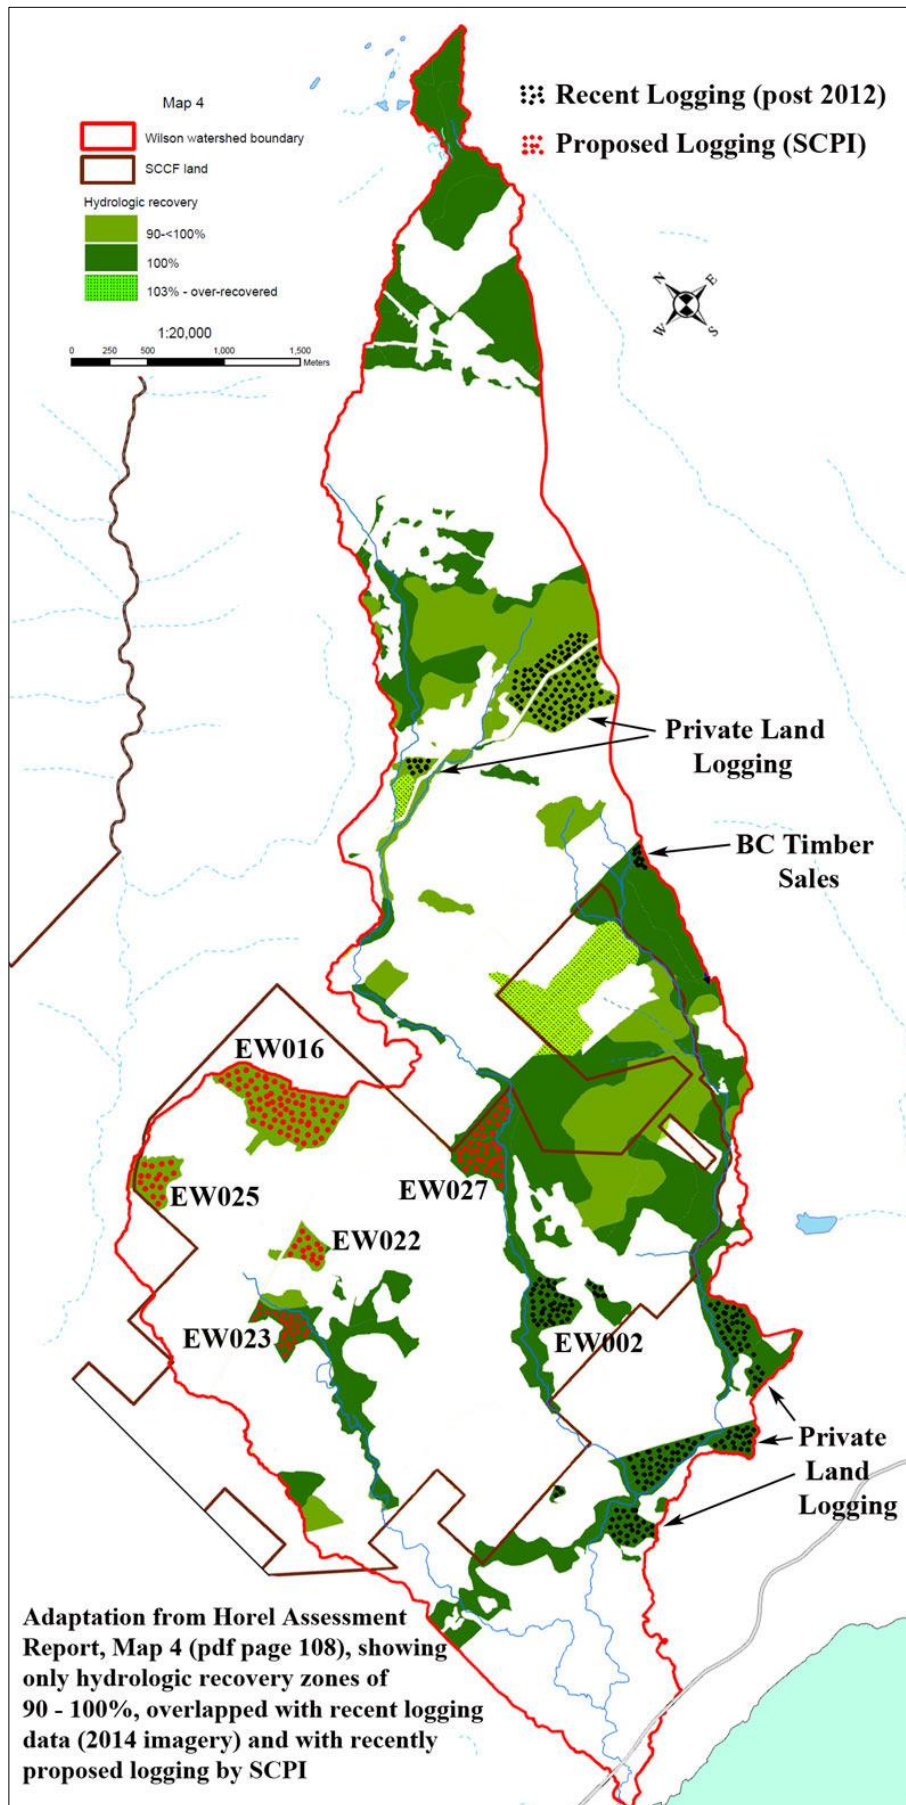 Map 4
Wilson watershed boundary
SCCF land
Hydrologic recovery
90-<100%
100%
103% - over-recovered
1:20,000
0 250 500 1,000 1,500
Meters
Recent Logging (post 2012)
Proposed Logging (SCPI)
N
E
W
S
Private Land
Logging
BC Timber
Sales
EW016
EW025
EW027
EW022
EW023
EW002
Private
Land
Logging
Adaptation from Horel Assessment
Report, Map 4 (pdf page 108), showing
only hydrologic recovery zones of
90 - 100%, overlapped with recent logging
data (2014 imagery) and with recently
proposed logging by SCPI